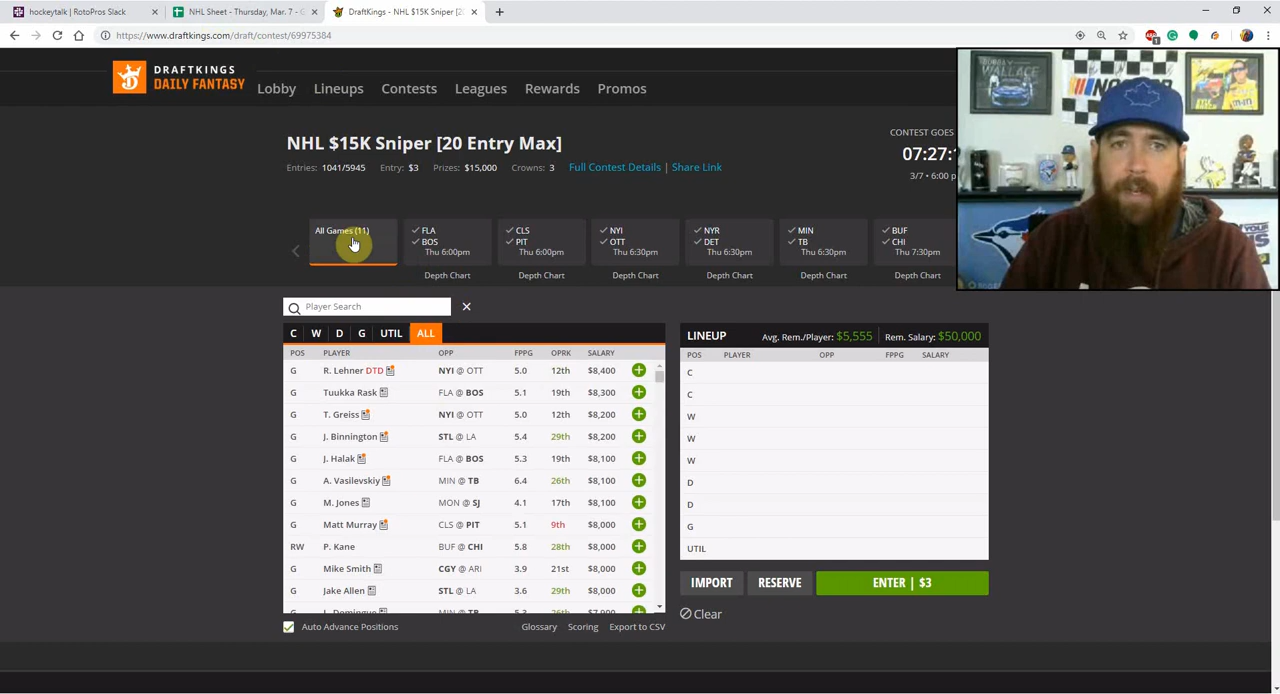 hockeytalk | RotoPros Slack
NHL Sheet - Thursday, Mar. 7 - G
DraftKings - NHL $15K Sniper [20
https://www.draftkings.com/draft/contest/69975384
DRAFTKINGS
DAILY FANTASY
Lobby Lineups Contests Leagues Rewards Promos
NHL $15K Sniper [20 Entry Max]
Entries: 1041/5945 Entry: $3 Prizes: $15,000 Crowns: 3 Full Contest Details | Share Link
CONTEST GOES
07:27:1
3/7 • 6:00 p
All Games (11)
FLA
BOS
Thu 6:00pm
Depth Chart
CLS
PIT
Thu 6:00pm
Depth Chart
NYI
OTT
Thu 6:30pm
Depth Chart
NYR
DET
Thu 6:30pm
Depth Chart
MIN
TB
Thu 6:30pm
Depth Chart
BUF
CHI
Thu 7:30pm
Depth Chart
Player Search
C W D G UTIL ALL
POS PLAYER OPP FPPG OPRK SALARY
G R. Lehner DTD NYI @ OTT 5.0 12th $8,400
G Tuukka Rask FLA @ BOS 5.1 19th $8,300
G T. Greiss NYI @ OTT 5.0 12th $8,200
G J. Binnington STL @ LA 5.4 29th $8,200
G J. Halak FLA @ BOS 5.3 19th $8,100
G A. Vasilevskiy MIN @ TB 6.4 26th $8,100
G M. Jones MON @ SJ 4.1 17th $8,100
G Matt Murray CLS @ PIT 5.1 9th $8,000
RW P. Kane BUF @ CHI 5.8 28th $8,000
G Mike Smith CGY @ ARI 3.9 21st $8,000
G Jake Allen STL @ LA 3.6 29th $8,000
G L. Domingue MIN @ TB 5.3 26th $7,900
Auto Advance Positions
Glossary Scoring Export to CSV
LINEUP Avg. Rem./Player: $5,555 Rem. Salary: $50,000
POS PLAYER OPP FPPG SALARY
C
C
W
W
W
D
D
G
UTIL
IMPORT RESERVE ENTER | $3
Clear